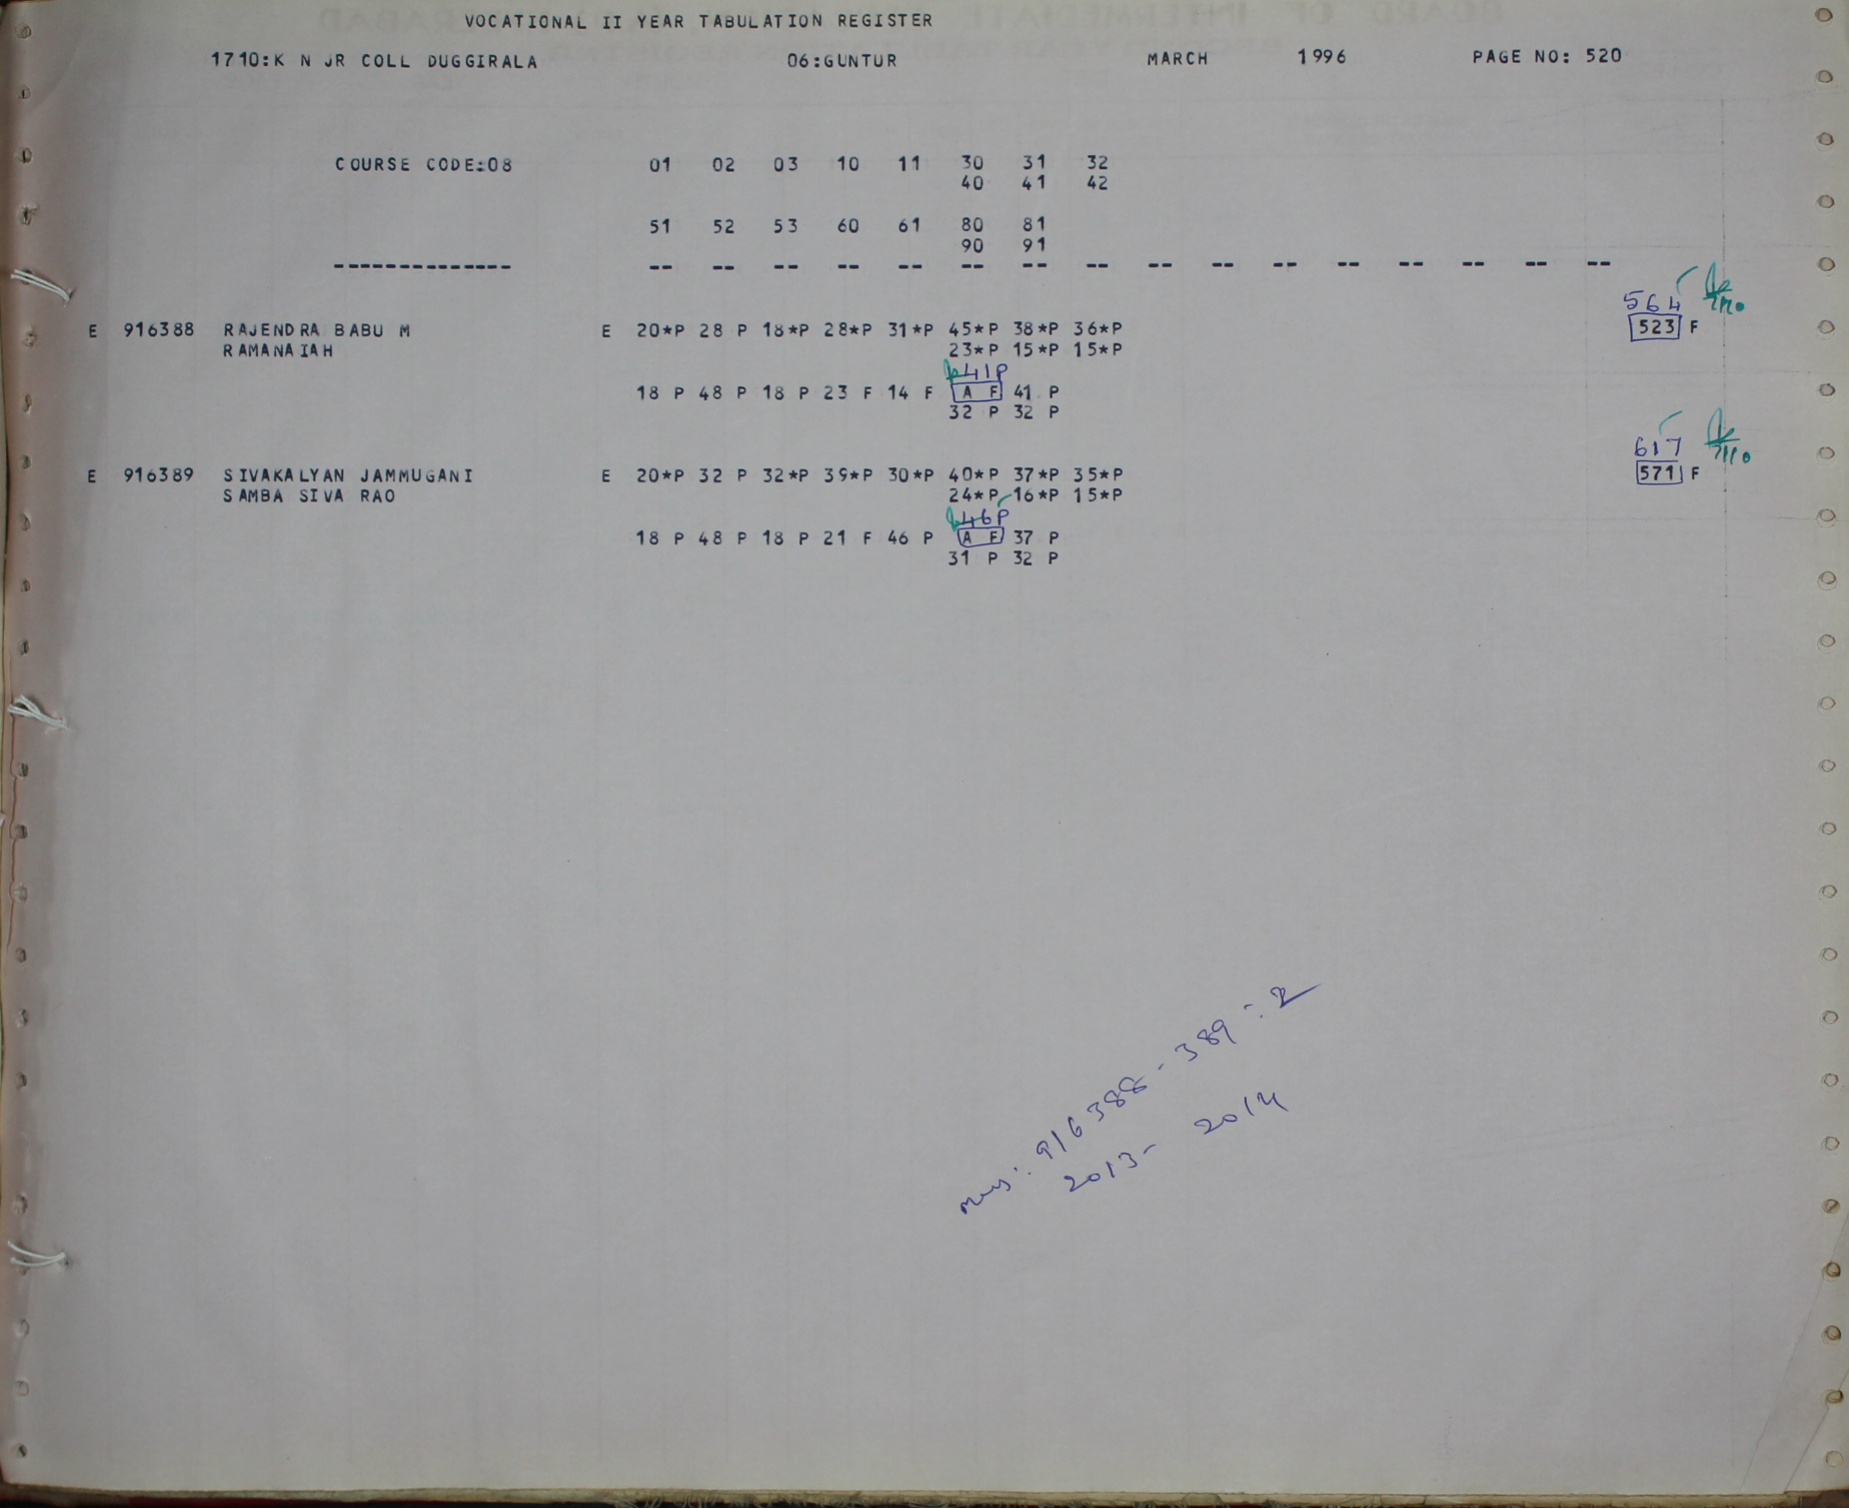 VOCATIONAL II YEAR TABULATION REGISTER
1710:K N JR COLL DUGGIRALA 06:GUNTUR MARCH 1996 PAGE NO: 520
COURSE CODE:08 01 02 03 10 11 30 31 32
40 41 42
51 52 53 60 61 80 81
90 91
-------------- -- -- -- -- -- -- -- -- -- -- -- -- -- -- -- --
564
E 916388 RAJENDRA BABU M E 20*P 28 P 18*P 28*P 31*P 45*P 38*P 36*P 523 F
RAMANAIAH 23*P 15*P 15*P
41P
18 P 48 P 18 P 23 F 14 F A F 41 P
32 P 32 P
617
E 916389 SIVAKALYAN JAMMUGANI E 20*P 32 P 32*P 39*P 30*P 40*P 37*P 35*P 571 F
SAMBA SIVA RAO 24*P 16*P 15*P
46P
18 P 48 P 18 P 21 F 46 P A F 37 P
31 P 32 P
916388 - 389 : 2
2013- 2014